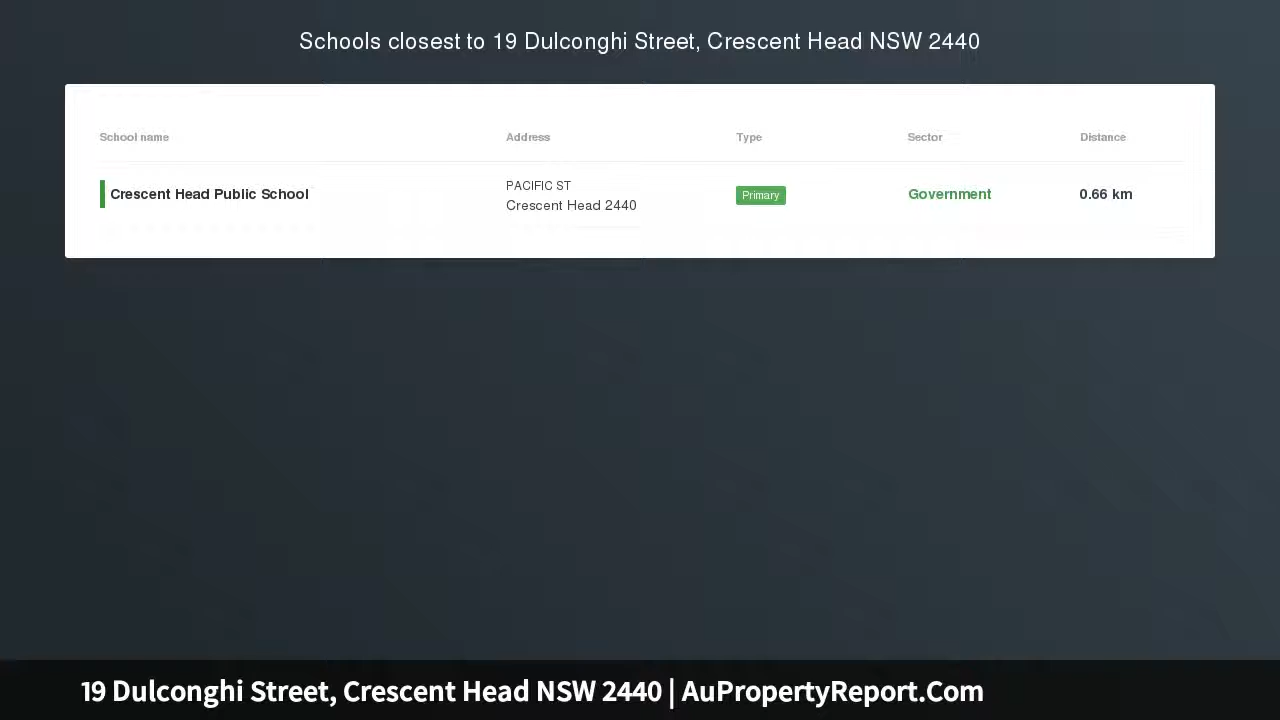 Schools closest to 19 Dulconghi Street, Crescent Head NSW 2440
School name Address Type Sector Distance
Crescent Head Public School PACIFIC ST Primary Government 0.66 km
Crescent Head 2440
19 Dulconghi Street, Crescent Head NSW 2440 | AuPropertyReport.Com